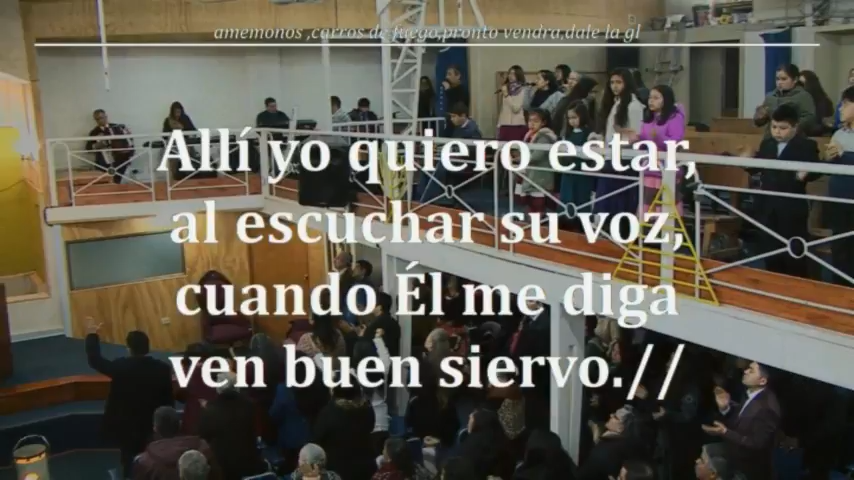 amemonos ,carros de fuego,pronto vendra,dale la gl
Allí yo quiero estar,
al escuchar su voz,
cuando Él me diga
ven buen siervo.//